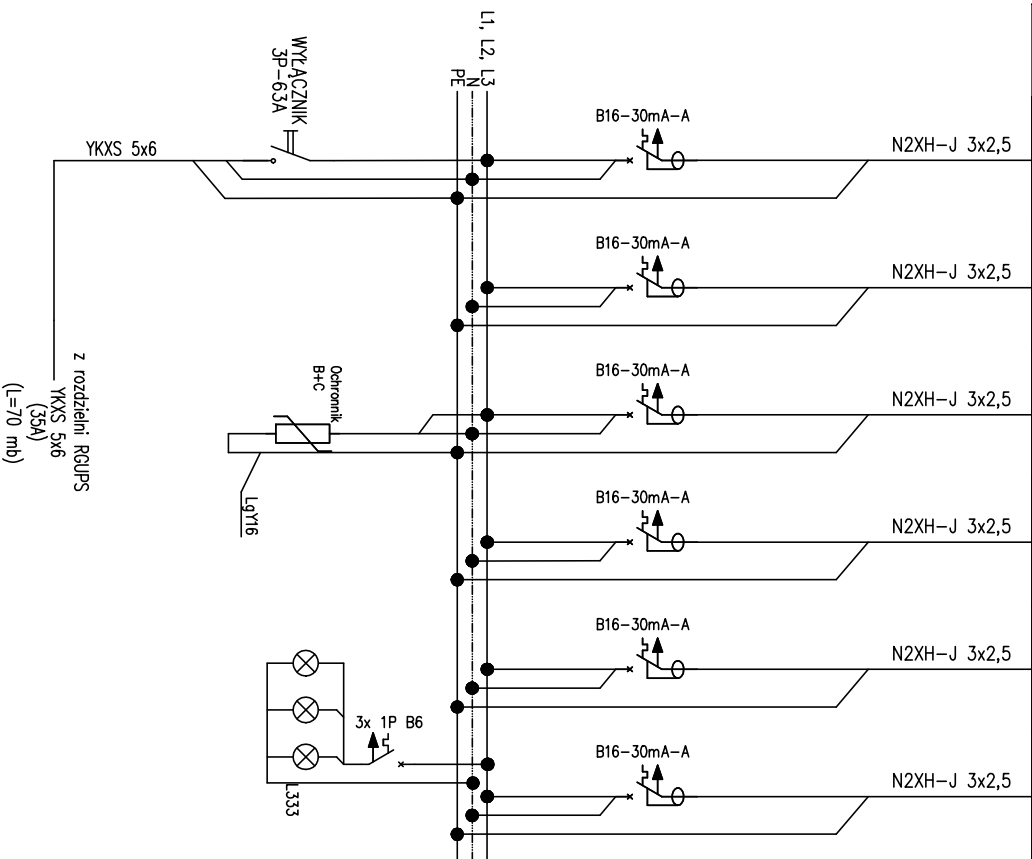 L1, L2, L3
N
PE
WYŁĄCZNIK
3P-63A
YKXS 5x6
B16-30mA-A
N2XH-J 3x2,5
B16-30mA-A
N2XH-J 3x2,5
z rozdzielni RGUPS
YKXS 5x6
(35A)
(L=70 mb)
Ochronnik
B+C
LgY16
B16-30mA-A
N2XH-J 3x2,5
B16-30mA-A
N2XH-J 3x2,5
B16-30mA-A
N2XH-J 3x2,5
3x 1P B6
L333
B16-30mA-A
N2XH-J 3x2,5